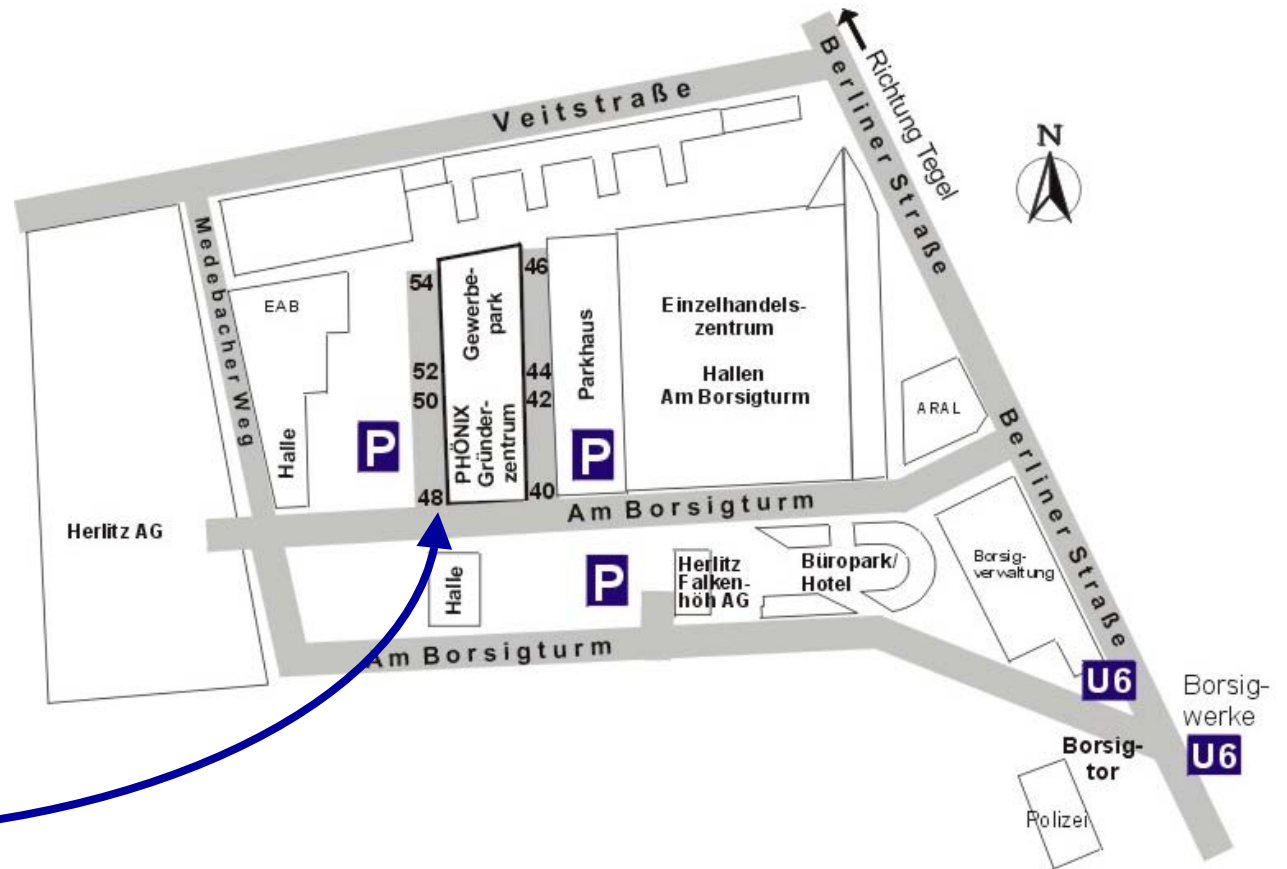 Veitstraße
Berliner Straße
Richtung Tegel
N
Medebacher Weg
EAB
Halle
54
52
50
48
Gewerbe-
park
PHÖNIX
Gründer-
zentrum
46
44
42
40
Parkhaus
P
P
Einzelhandels-
zentrum
Hallen
Am Borsigturm
ARAL
Berliner Straße
Herlitz AG
Am Borsigturm
Halle
P
Herlitz
Falken-
höh AG
Büropark/
Hotel
Borsig-
verwaltung
Am Borsigturm
U6
Borsig-
werke
U6
Borsig-
tor
Polizei